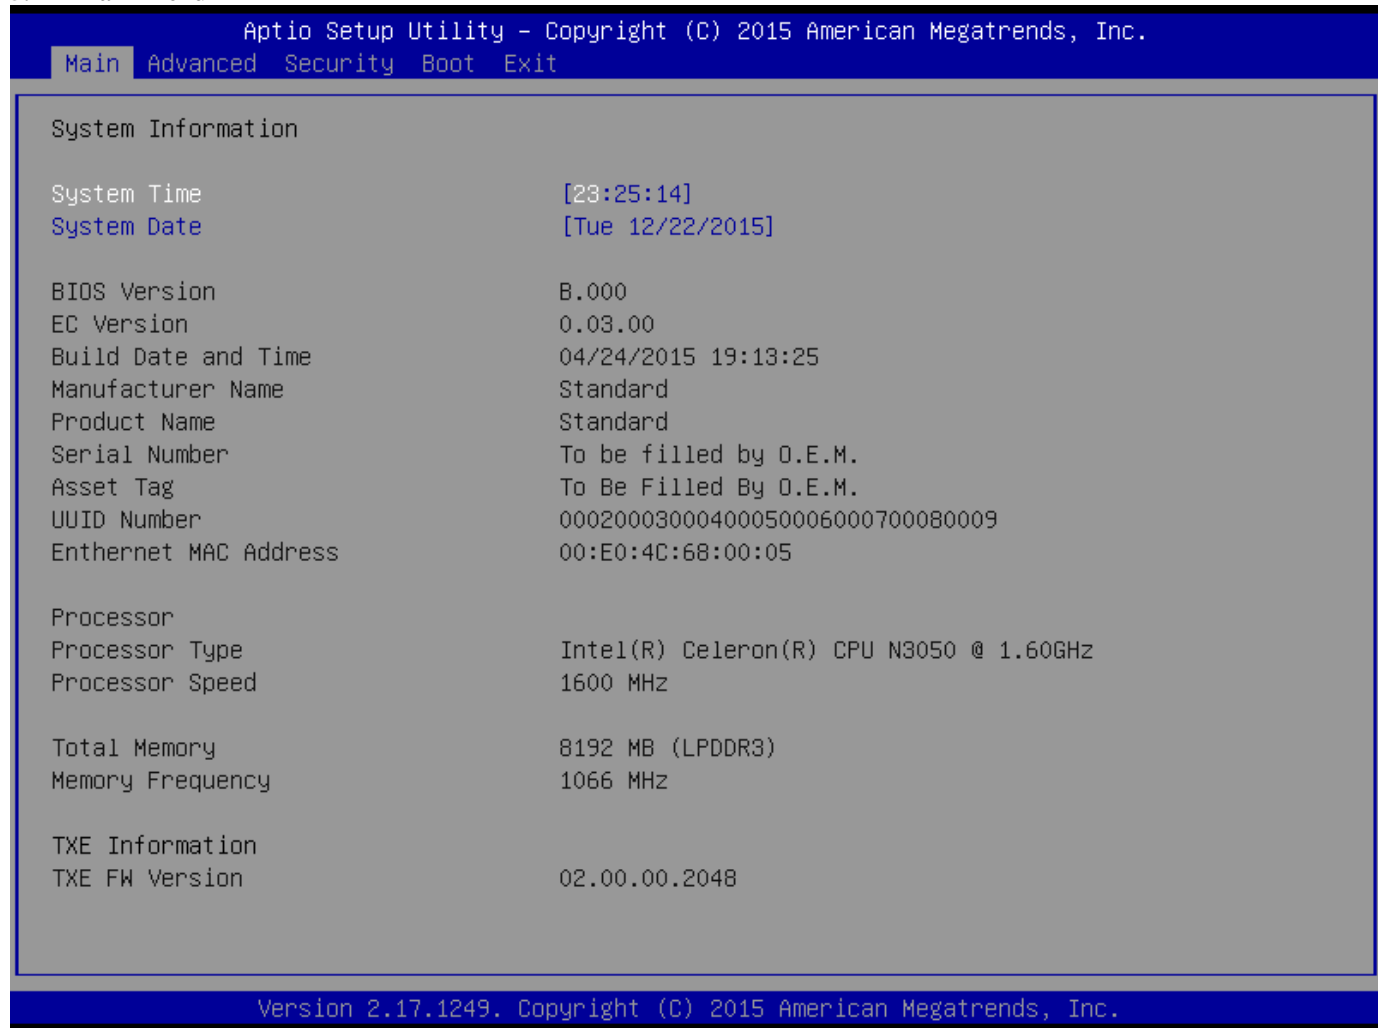 Aptio Setup Utility – Copyright (C) 2015 American Megatrends, Inc.
Main Advanced Security Boot Exit
System Information
System Time [23:25:14]
System Date [Tue 12/22/2015]
BIOS Version B.000
EC Version 0.03.00
Build Date and Time 04/24/2015 19:13:25
Manufacturer Name Standard
Product Name Standard
Serial Number To be filled by O.E.M.
Asset Tag To Be Filled By O.E.M.
UUID Number 00020003000400050006000700080009
Enthernet MAC Address 00:E0:4C:68:00:05
Processor
Processor Type Intel(R) Celeron(R) CPU N3050 @ 1.60GHz
Processor Speed 1600 MHz
Total Memory 8192 MB (LPDDR3)
Memory Frequency 1066 MHz
TXE Information
TXE FW Version 02.00.00.2048
Version 2.17.1249. Copyright (C) 2015 American Megatrends, Inc.